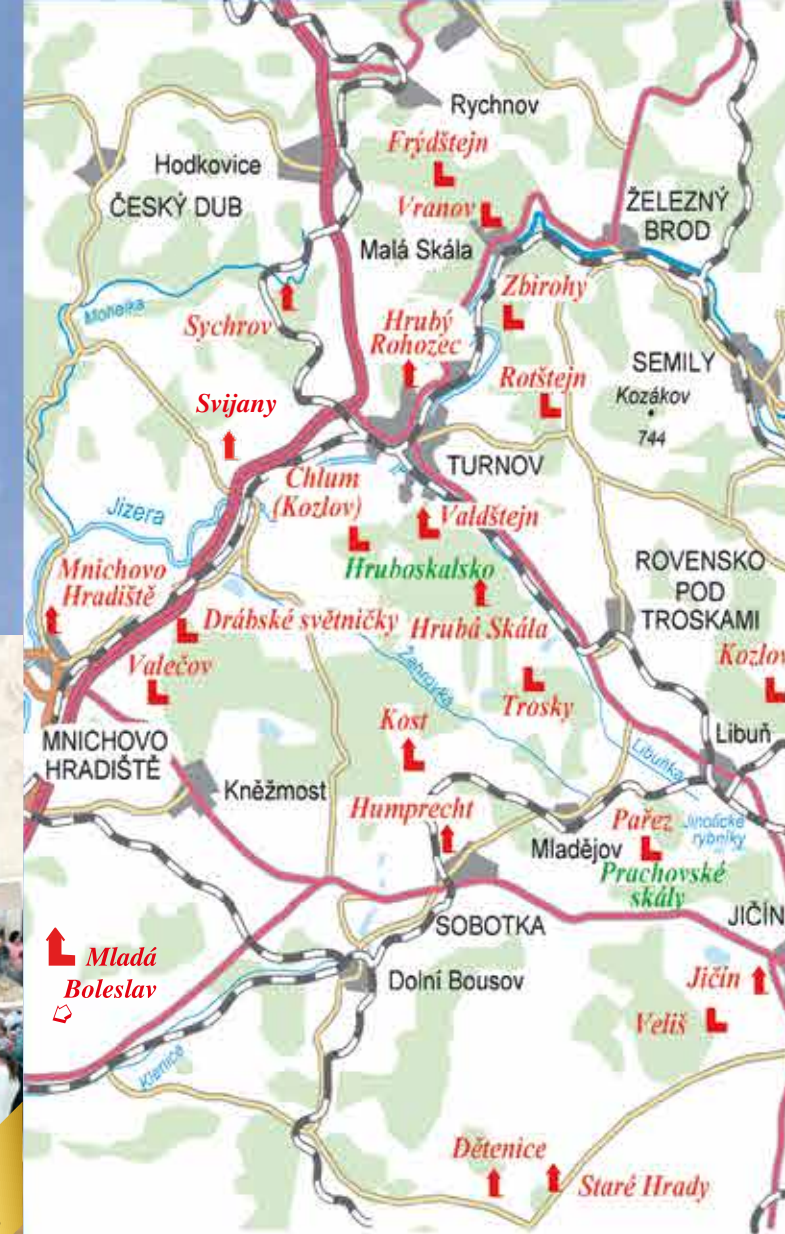 Rychnov
Frýdštejn
Hodkovice
ČESKÝ DUB
Vranov
ŽELEZNÝ
BROD
Malá Skála
Zbirohy
Mohelka
Sychrov
Hrubý
Rohozec
SEMILY
Rotštejn
Kozákov
744
Svijany
TURNOV
Chlum
(Kozlov)
Valdštejn
Jizera
Hruboskalsko
ROVENSKO
POD
TROSKAMI
Mnichovo
Hradiště
Drábské světničky
Hrubá Skála
Valečov
Žehrovka
Trosky
Kozlov
Kost
MNICHOVO
HRADIŠTĚ
Libuň
Libuňka
Kněžmost
Humprecht
Mladějov
Pařez
Jinolické
rybníky
Prachovské
skály
SOBOTKA
JIČÍN
Mladá
Boleslav
Dolní Bousov
Jičín
Veliš
Klenice
Dětenice
Staré Hrady